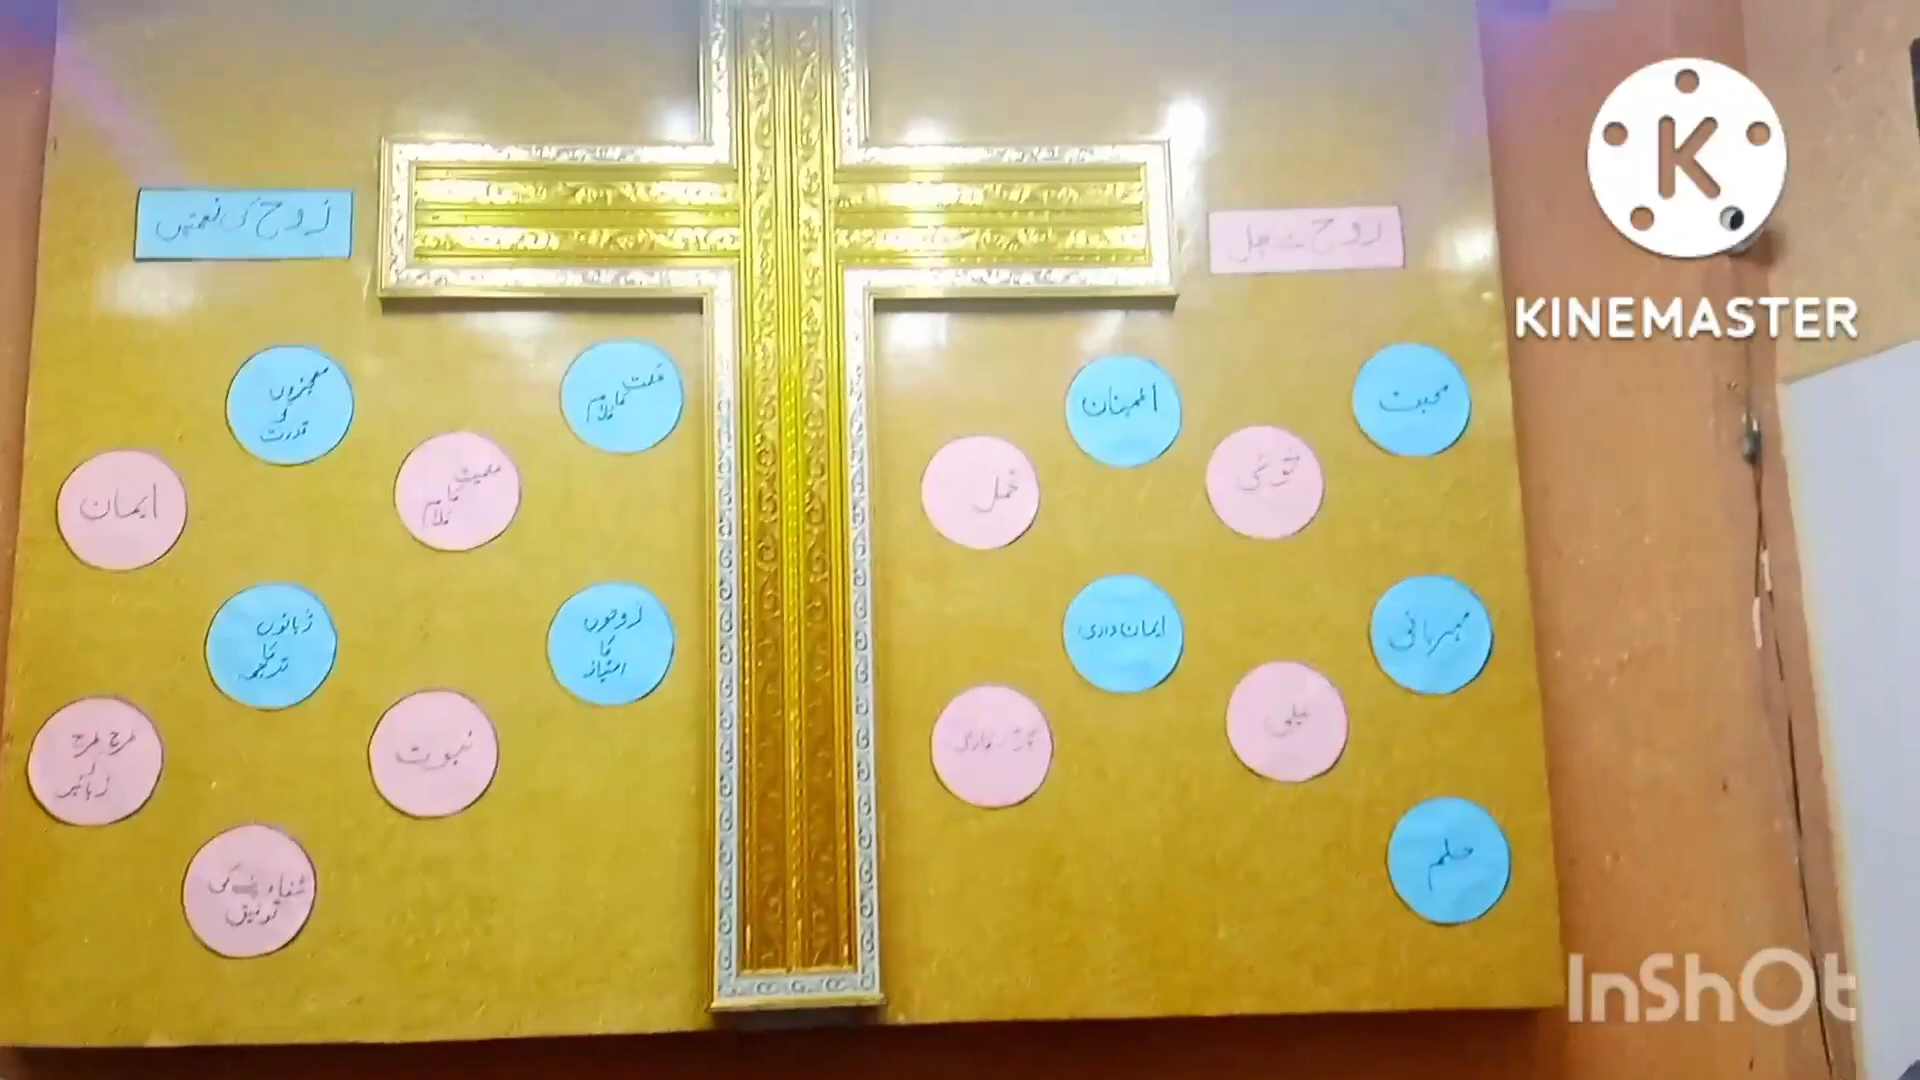 روح کی نعمتیں
روح کے پھل
KINEMASTER
حکمت
کا کلام
معجزوں
کی
قدرت
علمیت
کا
کلام
ایمان
روحوں
کا
امتیاز
زبانوں
کا
ترجمہ
نبوت
طرح طرح
کی
زبانیں
شفاء دینے کی
توفیق
محبت
اطمینان
خوشی
تحمل
مہربانی
ایمان داری
نیکی
پرہیزگاری
حلم
InShOt